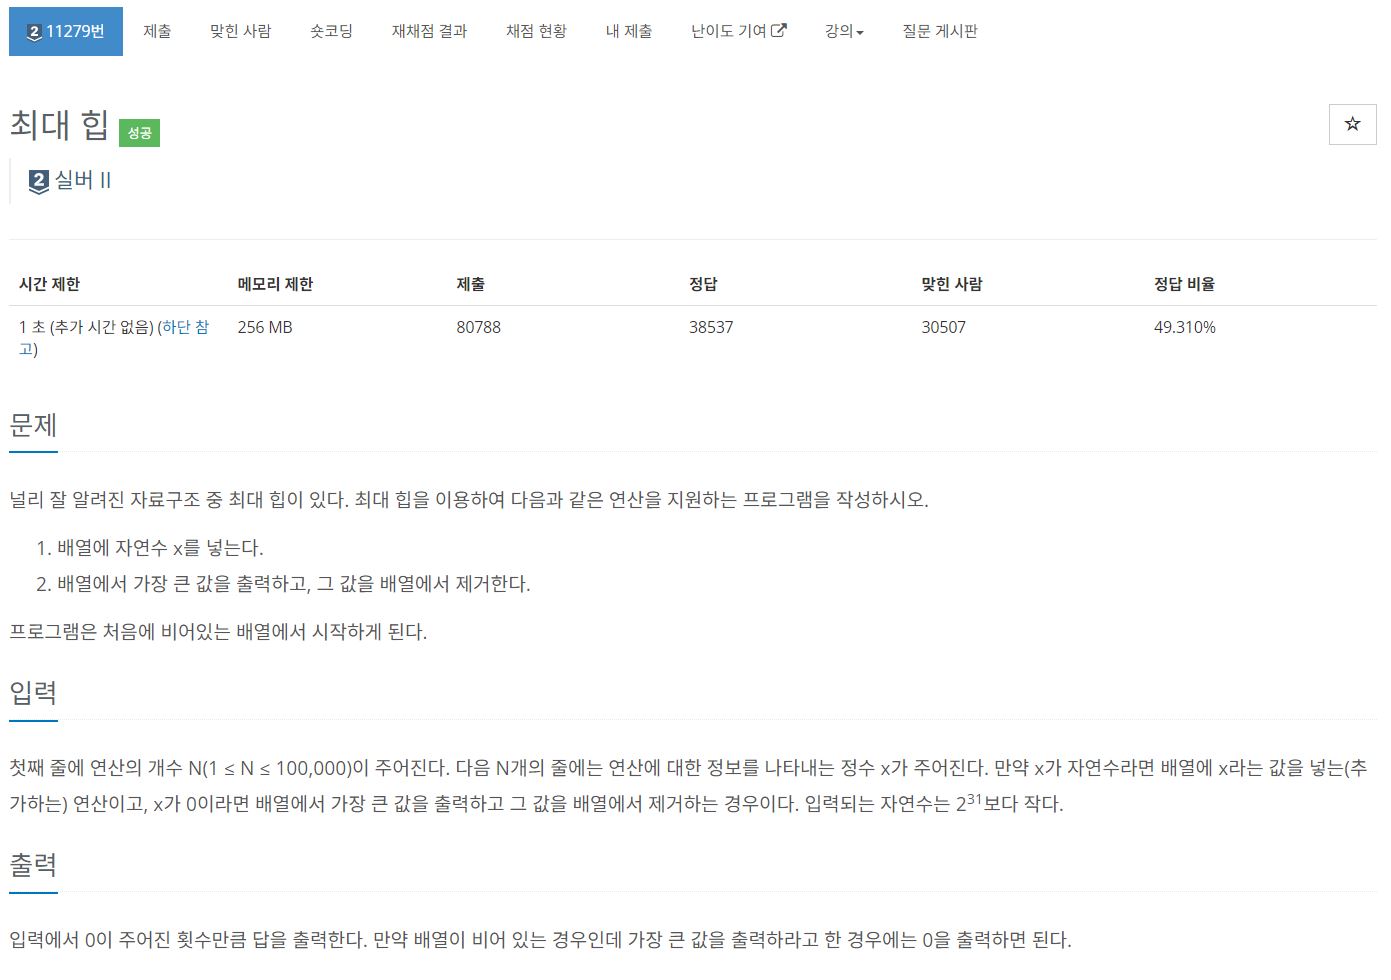 2 11279번 제출 맞힌 사람 숏코딩 재채점 결과 채점 현황 내 제출 난이도 기여 강의 질문 게시판
최대 힙 성공
2 실버 II
시간 제한 메모리 제한 제출 정답 맞힌 사람 정답 비율
1 초 (추가 시간 없음) (하단 참 256 MB 80788 38537 30507 49.310%
고)
문제
널리 잘 알려진 자료구조 중 최대 힙이 있다. 최대 힙을 이용하여 다음과 같은 연산을 지원하는 프로그램을 작성하시오.
1. 배열에 자연수 x를 넣는다.
2. 배열에서 가장 큰 값을 출력하고, 그 값을 배열에서 제거한다.
프로그램은 처음에 비어있는 배열에서 시작하게 된다.
입력
첫째 줄에 연산의 개수 N(1 ≤ N ≤ 100,000)이 주어진다. 다음 N개의 줄에는 연산에 대한 정보를 나타내는 정수 x가 주어진다. 만약 x가 자연수라면 배열에 x라는 값을 넣는(추
가하는) 연산이고, x가 0이라면 배열에서 가장 큰 값을 출력하고 그 값을 배열에서 제거하는 경우이다. 입력되는 자연수는 2³¹보다 작다.
출력
입력에서 0이 주어진 횟수만큼 답을 출력한다. 만약 배열이 비어 있는 경우인데 가장 큰 값을 출력하라고 한 경우에는 0을 출력하면 된다.